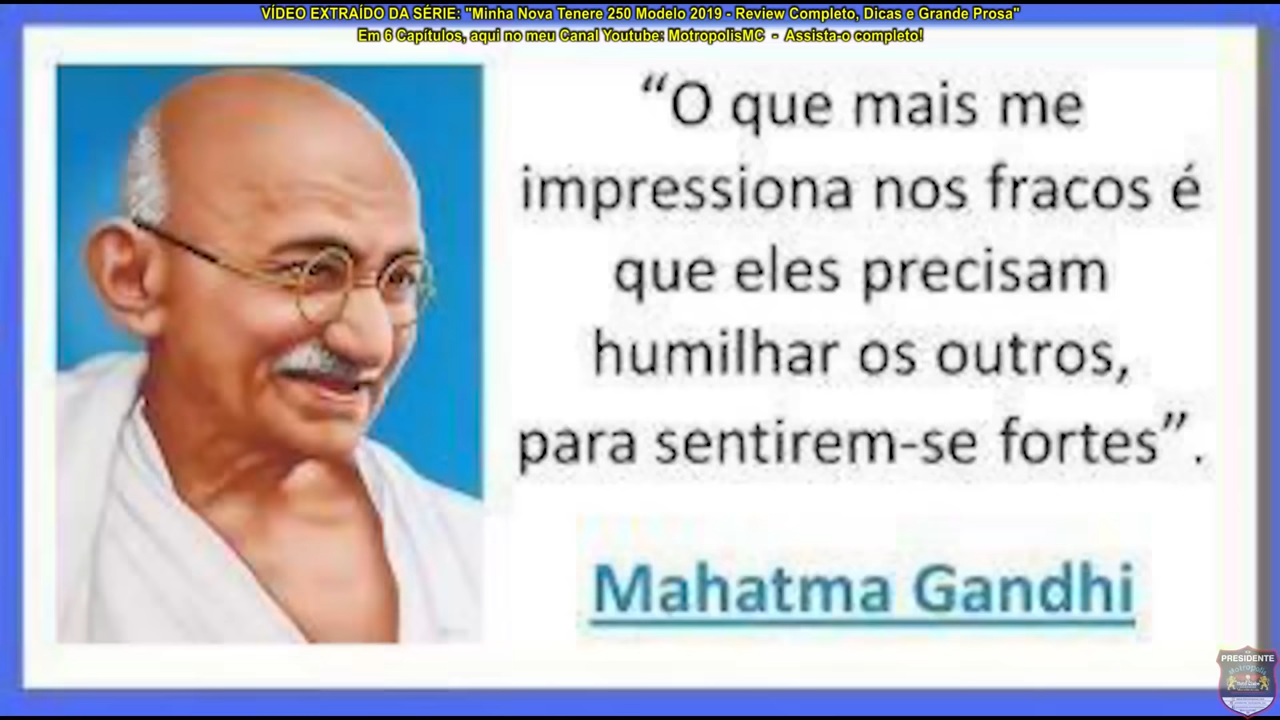 VÍDEO EXTRAÍDO DA SÉRIE: "Minha Nova Tenere 250 Modelo 2019 - Review Completo, Dicas e Grande Prosa"
Em 6 Capítulos, aqui no meu Canal Youtube: MotropolisMC - Assista-o completo!
“O que mais me
impressiona nos fracos é
que eles precisam
humilhar os outros,
para sentirem-se fortes”.
Mahatma Gandhi
PRESIDENTE
Motropolis